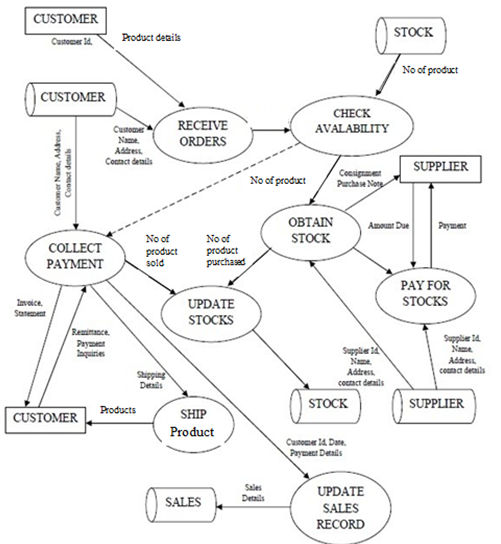 CUSTOMER
Customer Id,
Product details
STOCK
No of product
CUSTOMER
Customer
Name,
Address,
Contact details
RECEIVE
ORDERS
CHECK
AVALABILITY
Customer Name, Address,
Contact details
No of product
Consignment
Purchase Note
SUPPLIER
OBTAIN
STOCK
Amount Due
Payment
COLLECT
PAYMENT
No of
product
sold
No of
product
purchased
PAY FOR
STOCKS
UPDATE
STOCKS
Invoice,
Statement
Remittance,
Payment
Inquiries
Shipping
Details
Supplier Id,
Name,
Address,
contact details
Supplier Id,
Name,
Address,
contact details
CUSTOMER
Products
SHIP
Product
STOCK
SUPPLIER
Customer Id, Date,
Payment Details
SALES
Sales
Details
UPDATE
SALES
RECORD